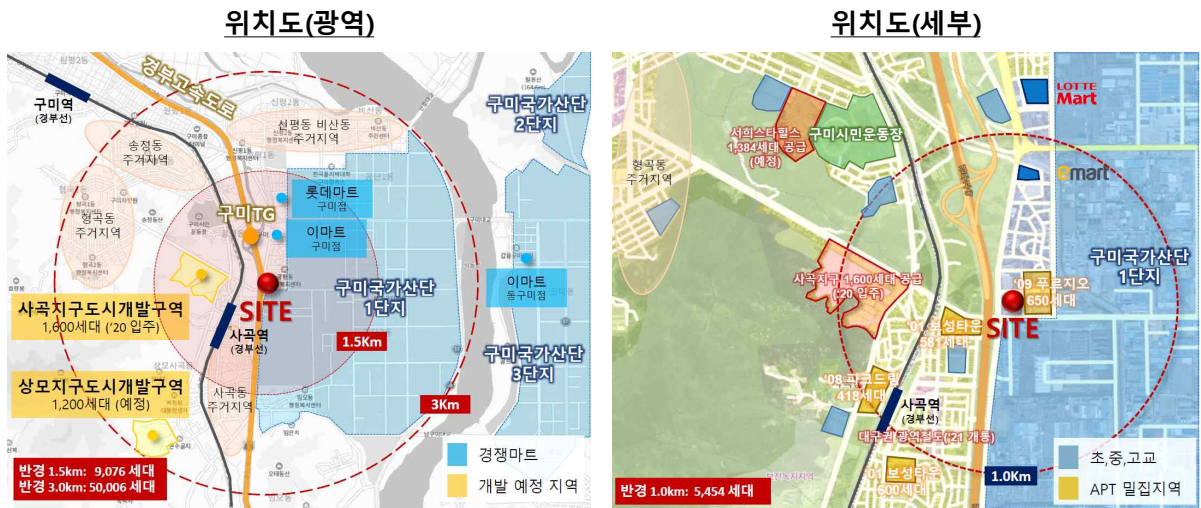 위치도(광역)
위치도(세부)
경부고속도로
구미역
(경부선)
송정동
주거지역
신평동 비산동
주거지역
구미국가산단
2단지
형곡동
주거지역
롯데마트
구미점
구미TG
이마트
구미점
이마트
동구미점
사곡지구도시개발구역
1,600세대 ('20 입주)
SITE
구미국가산단
1단지
사곡역
(경부선)
1.5Km
구미국가산단
3단지
상모지구도시개발구역
1,200세대 (예정)
사곡동
주거지역
3Km
반경 1.5km: 9,076 세대
반경 3.0km: 50,006 세대
경쟁마트
개발 예정 지역
LOTTE
Mart
서희스타힐스
1,384세대 공급
(예정)
구미시민운동장
형곡동
주거지역
emart
사곡지구 1,600세대 공급
('20 입주)
구미국가산단
1단지
'09 푸르지오
650세대
'01 보성타운
581세대
SITE
'08 파크드림
418세대
사곡역
(경부선)
대구권 광역철도('21 개통)
'01 보성타운
600세대
1.0Km
반경 1.0km: 5,454 세대
초,중,고교
APT 밀집지역